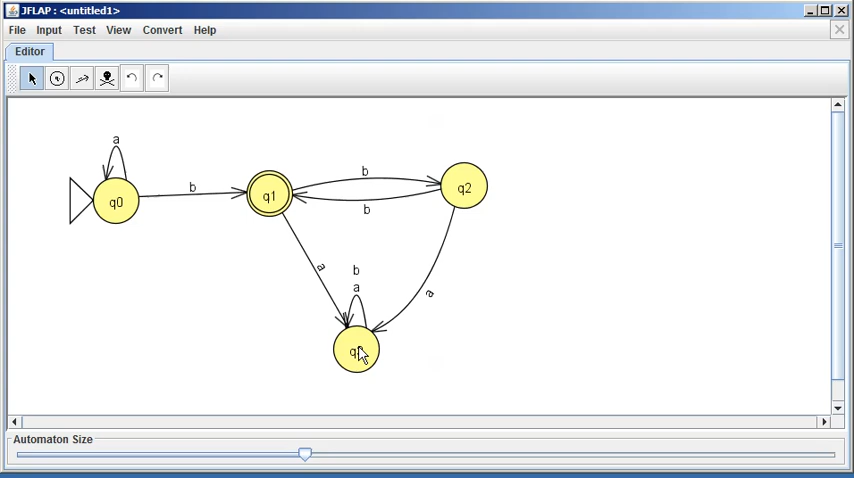 JFLAP : <untitled1>
File Input Test View Convert Help
Editor
a
b
b
q0
q1
q2
b
a
b
a
a
Automaton Size